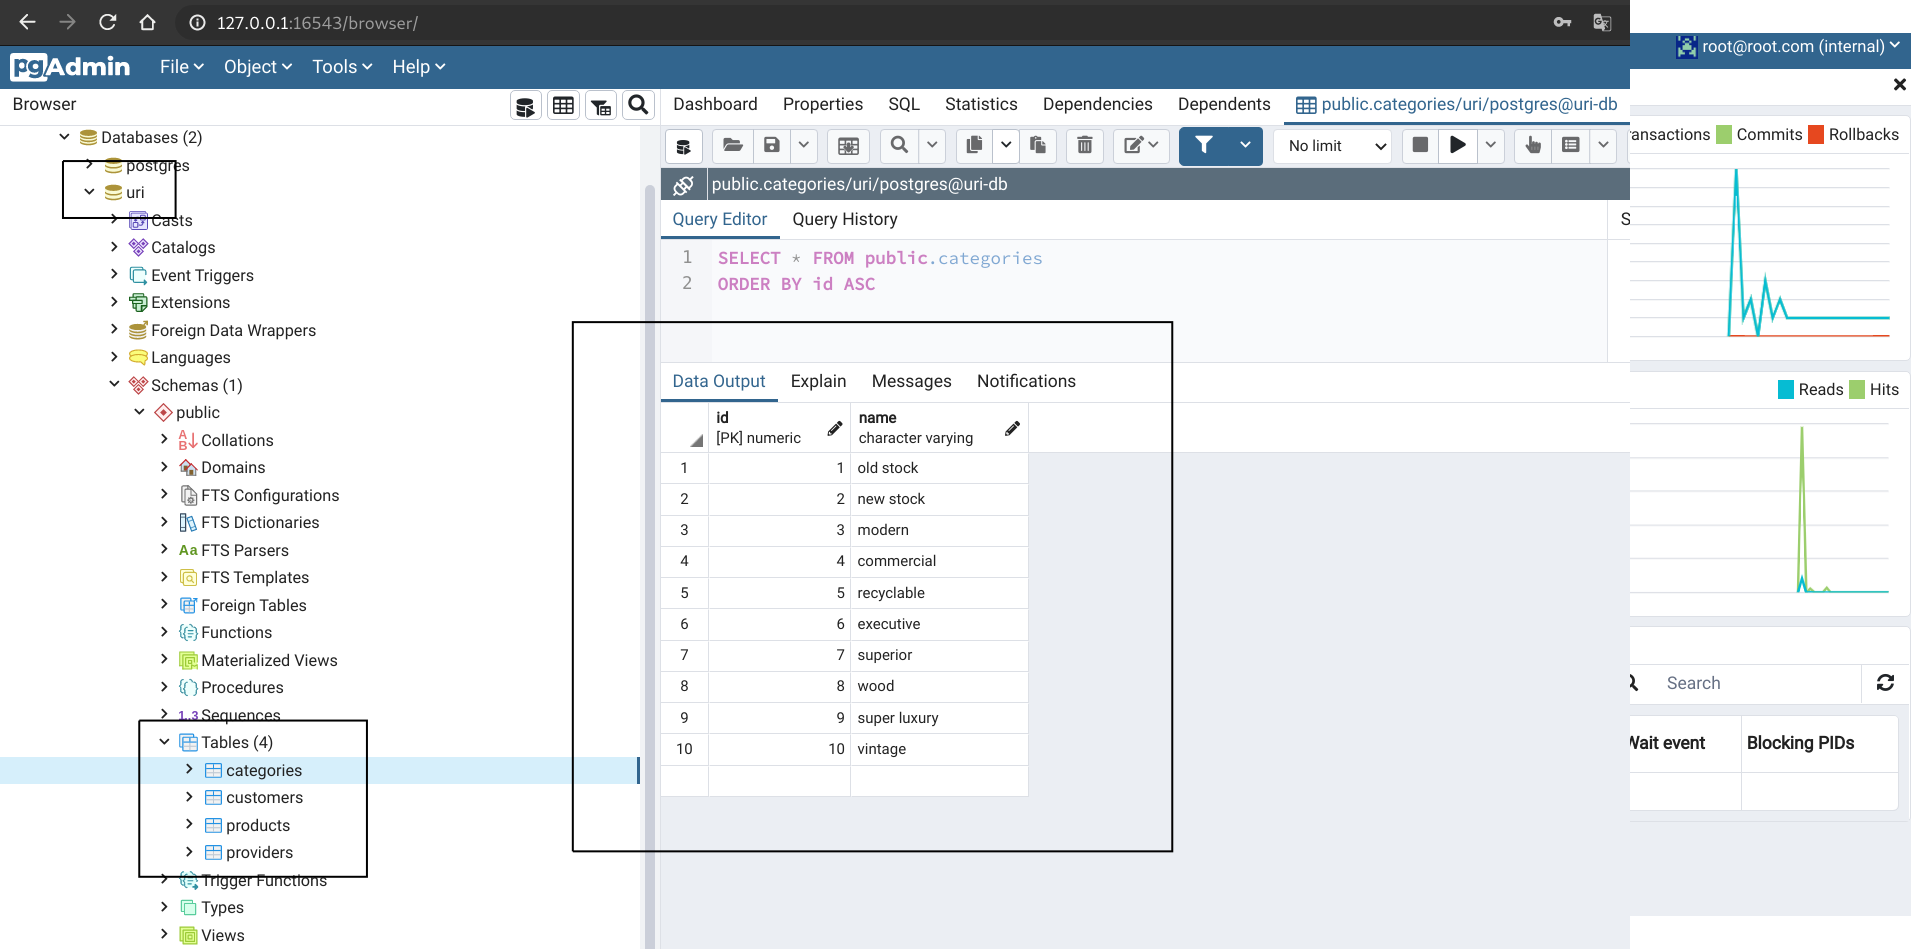 127.0.0.1:16543/browser/
root@root.com (internal)
pgAdmin File Object Tools Help
Browser
Dashboard Properties SQL Statistics Dependencies Dependents public.categories/uri/postgres@uri-db
Databases (2)
postgres
uri
Casts
Catalogs
Event Triggers
Extensions
Foreign Data Wrappers
Languages
Schemas (1)
public
Collations
Domains
FTS Configurations
FTS Dictionaries
Aa FTS Parsers
FTS Templates
Foreign Tables
Functions
Materialized Views
Procedures
1..3 Sequences
Tables (4)
categories
customers
products
providers
Trigger Functions
Types
Views
No limit
public.categories/uri/postgres@uri-db
Query Editor Query History S
1 SELECT * FROM public.categories
2 ORDER BY id ASC
Data Output Explain Messages Notifications
id name
[PK] numeric character varying
1 1 old stock
2 2 new stock
3 3 modern
4 4 commercial
5 5 recyclable
6 6 executive
7 7 superior
8 8 wood
9 9 super luxury
10 10 vintage
ransactions Commits Rollbacks
Reads Hits
Search
Wait event Blocking PIDs